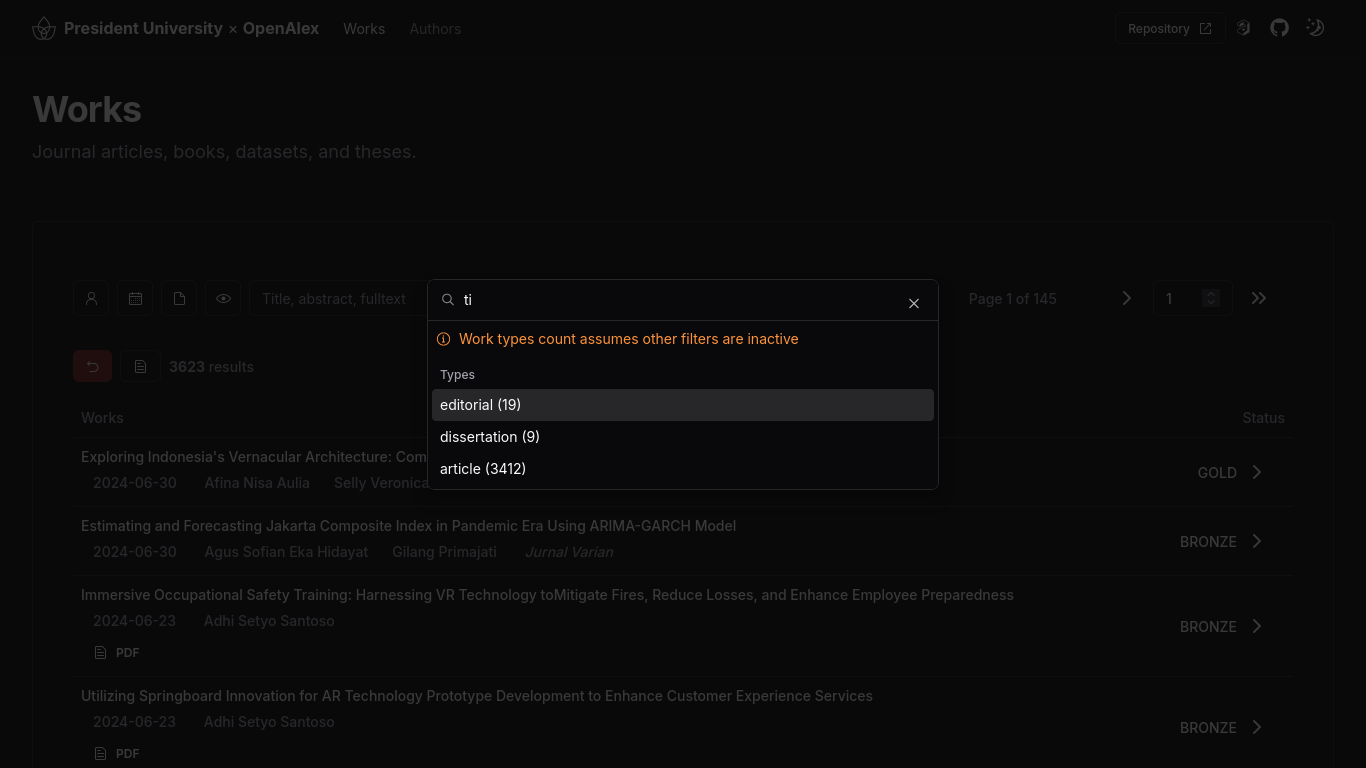 President University × OpenAlex Works Authors Repository
Works
Journal articles, books, datasets, and theses.
Title, abstract, fulltext
ti
Page 1 of 145
1
Work types count assumes other filters are inactive
3623 results
Types
editorial (19)
dissertation (9)
article (3412)
Works Status
Exploring Indonesia's Vernacular Architecture: Com
2024-06-30 Afina Nisa Aulia Selly Veronica
GOLD
Estimating and Forecasting Jakarta Composite Index in Pandemic Era Using ARIMA-GARCH Model
2024-06-30 Agus Sofian Eka Hidayat Gilang Primajati Jurnal Varian
BRONZE
Immersive Occupational Safety Training: Harnessing VR Technology toMitigate Fires, Reduce Losses, and Enhance Employee Preparedness
2024-06-23 Adhi Setyo Santoso
BRONZE
PDF
Utilizing Springboard Innovation for AR Technology Prototype Development to Enhance Customer Experience Services
2024-06-23 Adhi Setyo Santoso
BRONZE
PDF